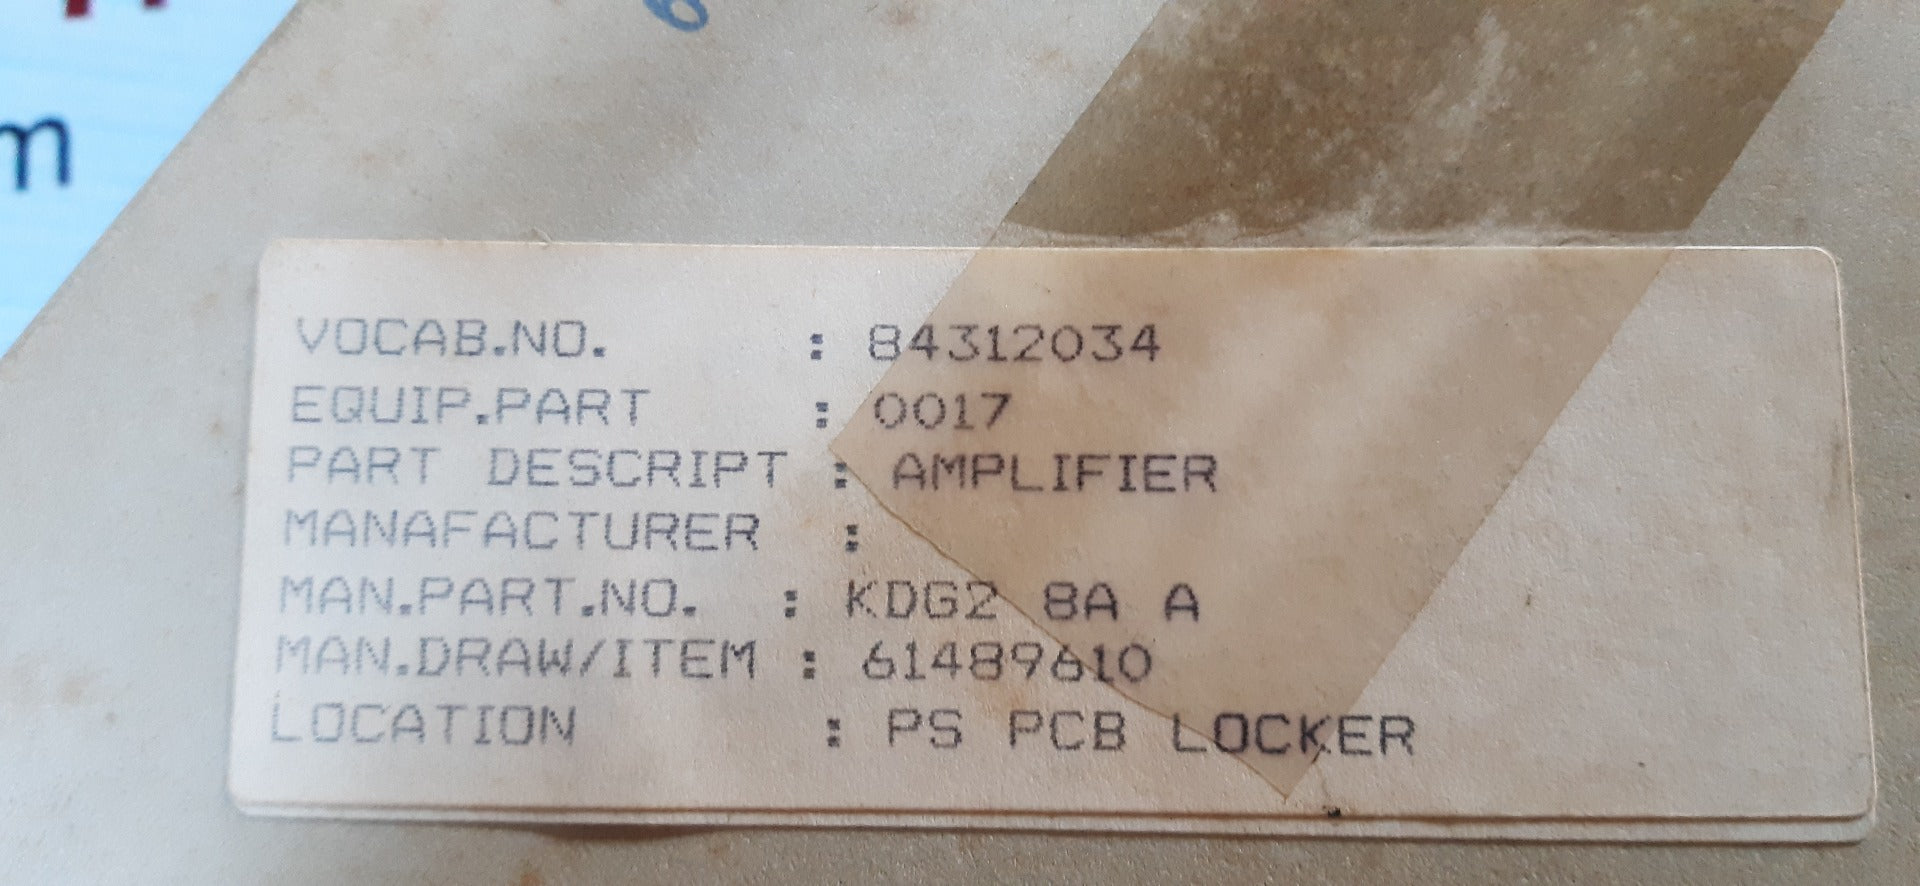 6
m
VOCAB.NO. : 84312034
EQUIP.PART : 0017
PART DESCRIPT : AMPLIFIER
MANAFACTURER :
MAN.PART.NO. : KDG2 8A A
MAN.DRAW/ITEM : 61489610
LOCATION : PS PCB LOCKER